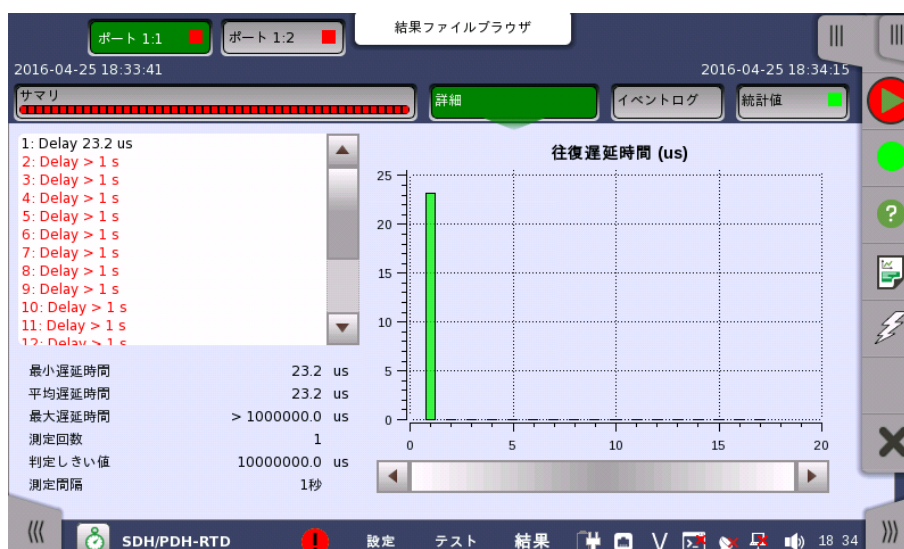 結果ファイルブラウザ
ポート 1:1
ポート 1:2
2016-04-25 18:33:41
2016-04-25 18:34:15
サマリ
詳細
イベントログ
統計値
1: Delay 23.2 us
2: Delay > 1 s
3: Delay > 1 s
4: Delay > 1 s
5: Delay > 1 s
6: Delay > 1 s
7: Delay > 1 s
8: Delay > 1 s
9: Delay > 1 s
10: Delay > 1 s
11: Delay > 1 s
12: Delay > 1 s
往復遅延時間 (us)
25
20
15
10
5
0
0 5 10 15 20
最小遅延時間 23.2 us
平均遅延時間 23.2 us
最大遅延時間 > 1000000.0 us
測定回数 1
判定しきい値 10000000.0 us
測定間隔 1秒
SDH/PDH-RTD
設定
テスト
結果
18 34